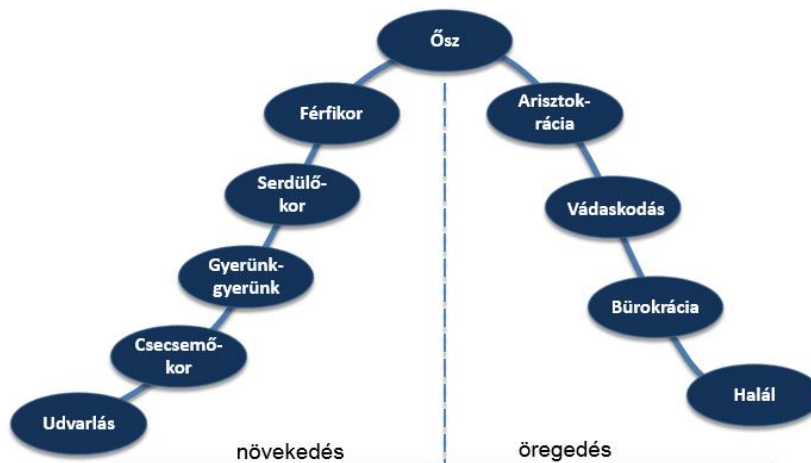 Ősz
Férfikor
Arisztok-
rácia
Serdülő-
kor
Vádaskodás
Gyerünk-
gyerünk
Bürokrácia
Csecsemő-
kor
Halál
Udvarlás
növekedés
öregedés